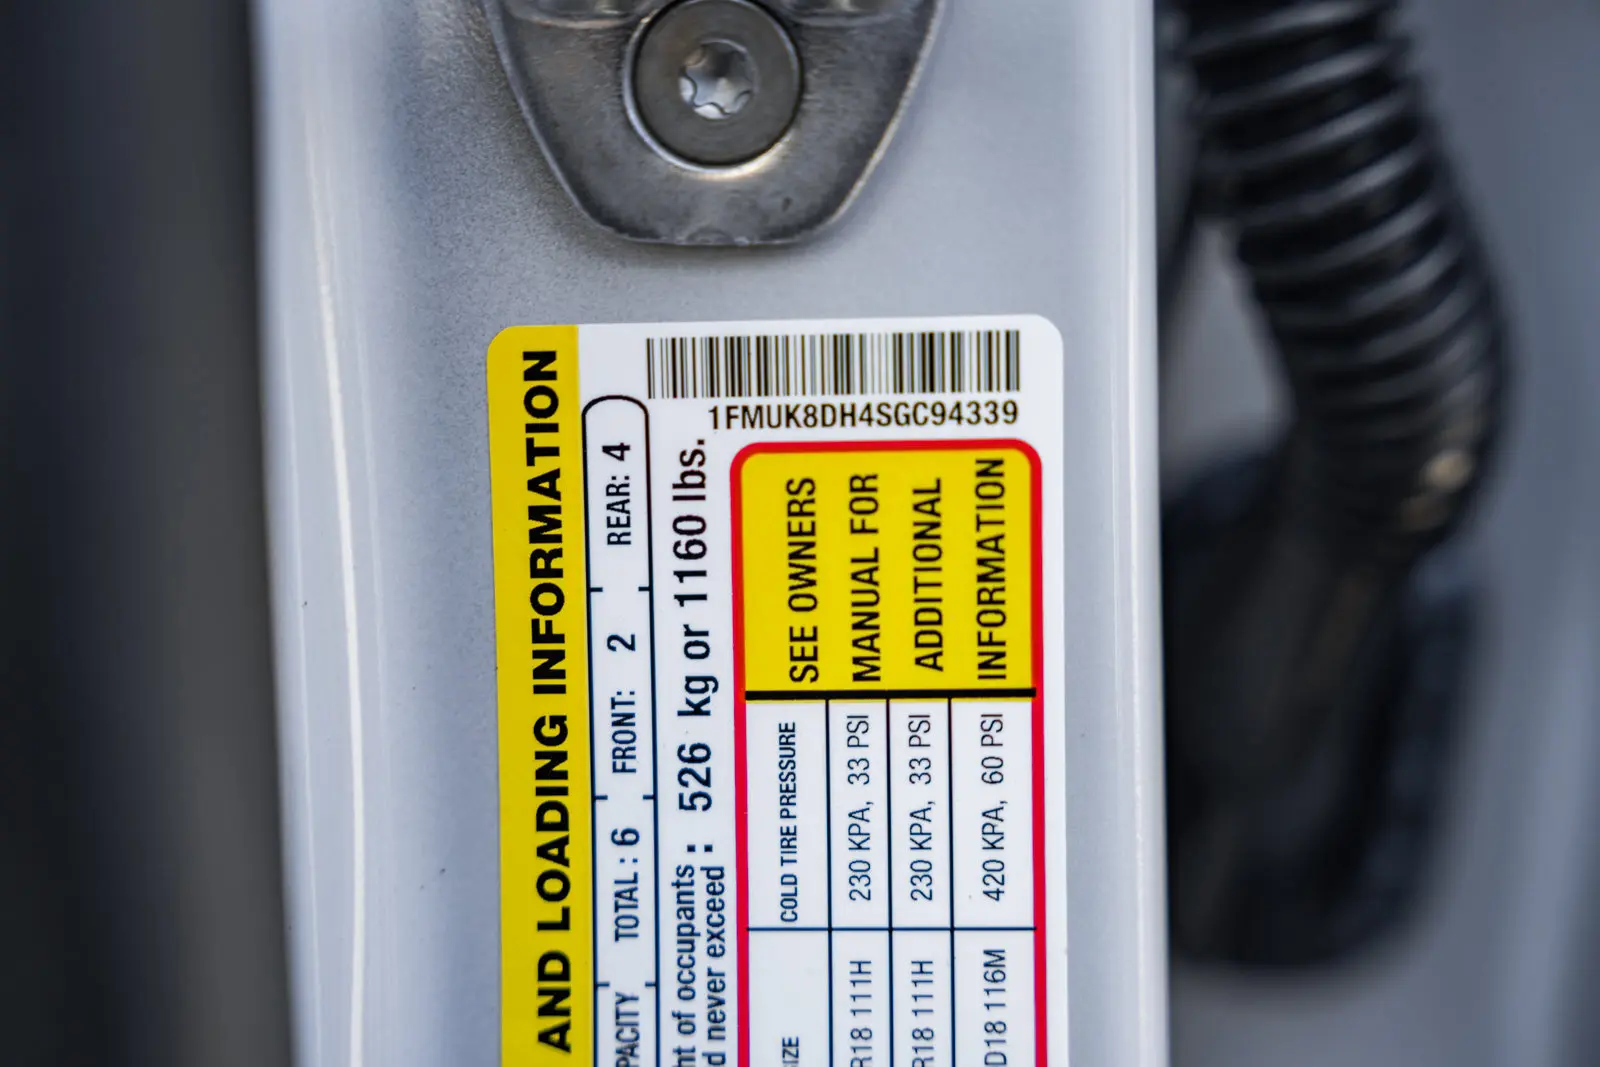 1FMUK8DH4SGC94339
AND LOADING INFORMATION
PACITY TOTAL : 6 FRONT: 2 REAR: 4
ht of occupants :
d never exceed : 526 kg or 1160 lbs.
IZE COLD TIRE PRESSURE
R18 111H 230 KPA, 33 PSI
R18 111H 230 KPA, 33 PSI
D18 116M 420 KPA, 60 PSI
SEE OWNERS
MANUAL FOR
ADDITIONAL
INFORMATION